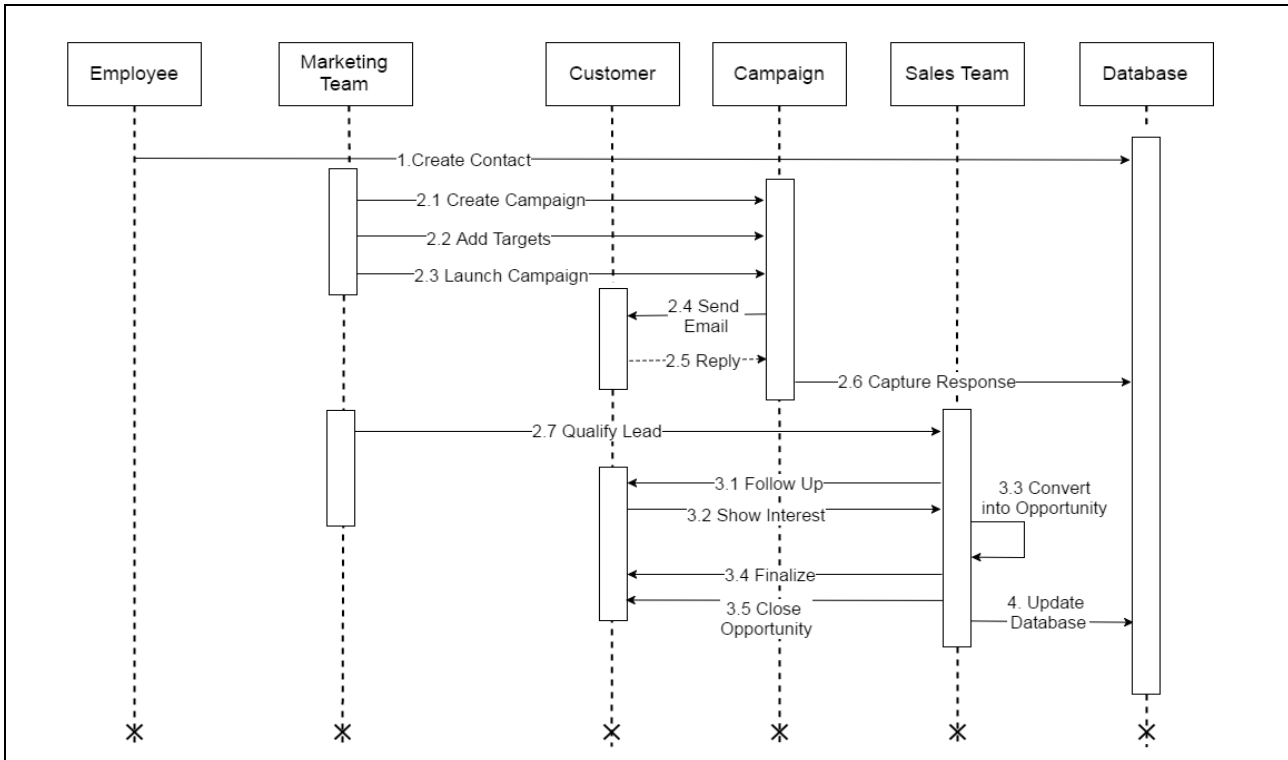 Employee
Marketing
Team
Customer
Campaign
Sales Team
Database
1.Create Contact
2.1 Create Campaign
2.2 Add Targets
2.3 Launch Campaign
2.4 Send
Email
2.5 Reply
2.6 Capture Response
2.7 Qualify Lead
3.1 Follow Up
3.2 Show Interest
3.3 Convert
into Opportunity
3.4 Finalize
3.5 Close
Opportunity
4. Update
Database